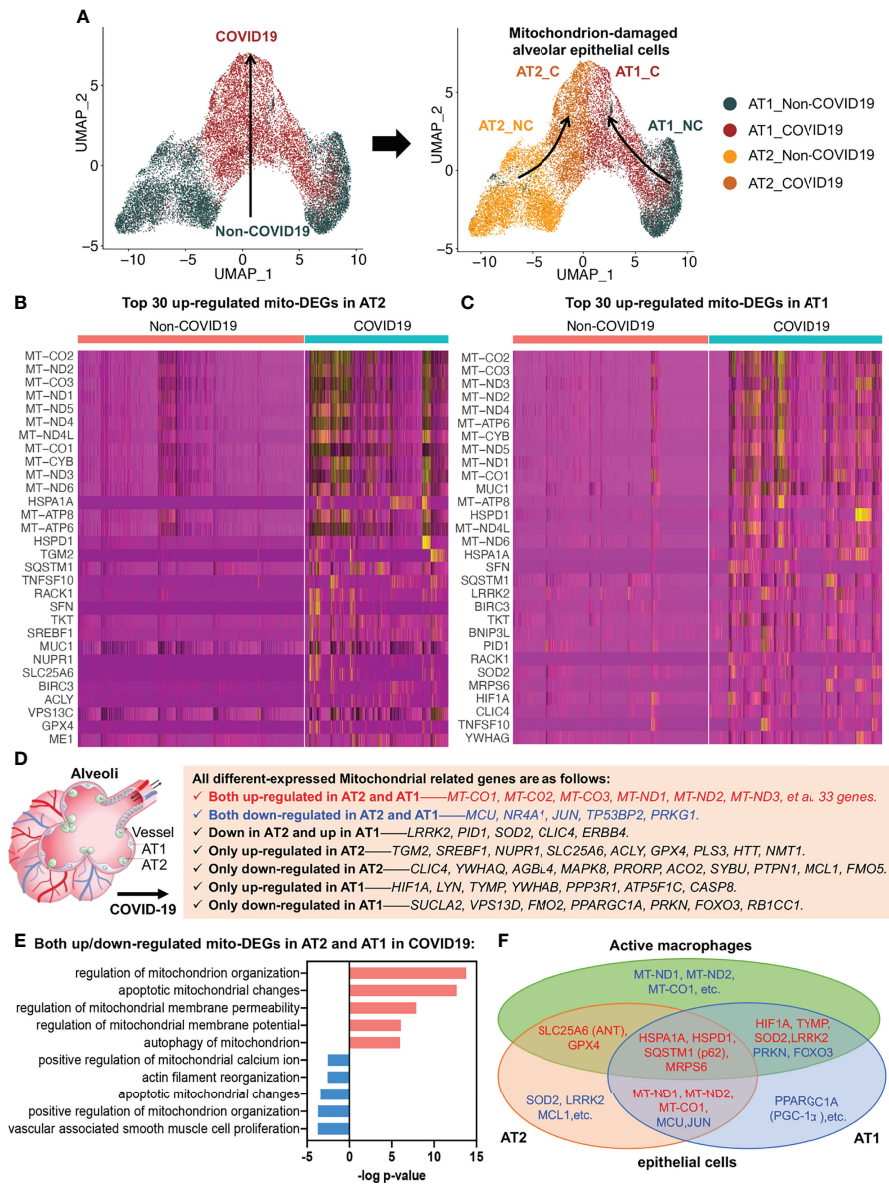 A
COVID19
Non-COVID19
UMAP_2
5
0
−5
−10
−5
0
5
10
UMAP_1
Mitochondrion-damaged
alveolar epithelial cells
AT2_C
AT1_C
AT2_NC
AT1_NC
UMAP_2
5
0
−5
−10
−5
0
5
10
UMAP_1
AT1_Non-COVID19
AT1_COVID19
AT2_Non-COVID19
AT2_COVID19
B
Top 30 up-regulated mito-DEGs in AT2
Non-COVID19
COVID19
MT−CO2
MT−ND2
MT−CO3
MT−ND1
MT−ND5
MT−ND4
MT−ND4L
MT−CO1
MT−CYB
MT−ND3
MT−ND6
HSPA1A
MT−ATP8
MT−ATP6
HSPD1
TGM2
SQSTM1
TNFSF10
RACK1
SFN
TKT
SREBF1
MUC1
NUPR1
SLC25A6
BIRC3
ACLY
VPS13C
GPX4
ME1
C
Top 30 up-regulated mito-DEGs in AT1
Non-COVID19
COVID19
MT−CO2
MT−CO3
MT−ND3
MT−ND2
MT−ND4
MT−ATP6
MT−CYB
MT−ND5
MT−ND1
MT−CO1
MUC1
MT−ATP8
HSPD1
MT−ND4L
MT−ND6
HSPA1A
SFN
SQSTM1
LRRK2
BIRC3
TKT
BNIP3L
PID1
RACK1
SOD2
MRPS6
HIF1A
CLIC4
TNFSF10
YWHAG
D
Alveoli
Vessel
AT1
AT2
COVID-19
All different-expressed Mitochondrial related genes are as follows:
✓ Both up-regulated in AT2 and AT1——MT-CO1, MT-CO2, MT-CO3, MT-ND1, MT-ND2, MT-ND3, et al. 33 genes.
✓ Both down-regulated in AT2 and AT1——MCU, NR4A1, JUN, TP53BP2, PRKG1.
✓ Down in AT2 and up in AT1——LRRK2, PID1, SOD2, CLIC4, ERBB4.
✓ Only up-regulated in AT2——TGM2, SREBF1, NUPR1, SLC25A6, ACLY, GPX4, PLS3, HTT, NMT1.
✓ Only down-regulated in AT2——CLIC4, YWHAQ, AGBL4, MAPK8, PRORP, ACO2, SYBU, PTPN1, MCL1, FMO5.
✓ Only up-regulated in AT1——HIF1A, LYN, TYMP, YWHAB, PPP3R1, ATP5F1C, CASP8.
✓ Only down-regulated in AT1——SUCLA2, VPS13D, FMO2, PPARGC1A, PRKN, FOXO3, RB1CC1.
E
Both up/down-regulated mito-DEGs in AT2 and AT1 in COVID19:
regulation of mitochondrion organization
apoptotic mitochondrial changes
regulation of mitochondrial membrane permeability
regulation of mitochondrial membrane potential
autophagy of mitochondrion
positive regulation of mitochondrial calcium ion
actin filament reorganization
apoptotic mitochondrial changes
positive regulation of mitochondrion organization
vascular associated smooth muscle cell proliferation
-5
0
5
10
15
-log p-value
F
Active macrophages
MT-ND1, MT-ND2,
MT-CO1, etc.
SLC25A6 (ANT),
GPX4
HSPA1A, HSPD1,
SQSTM1 (p62),
MRPS6
HIF1A, TYMP,
SOD2,LRRK2
PRKN, FOXO3
SOD2, LRRK2
MCL1,etc.
MT-ND1, MT-ND2,
MT-CO1,
MCU,JUN
PPARGC1A
(PGC-1α ),etc.
AT2
AT1
epithelial cells